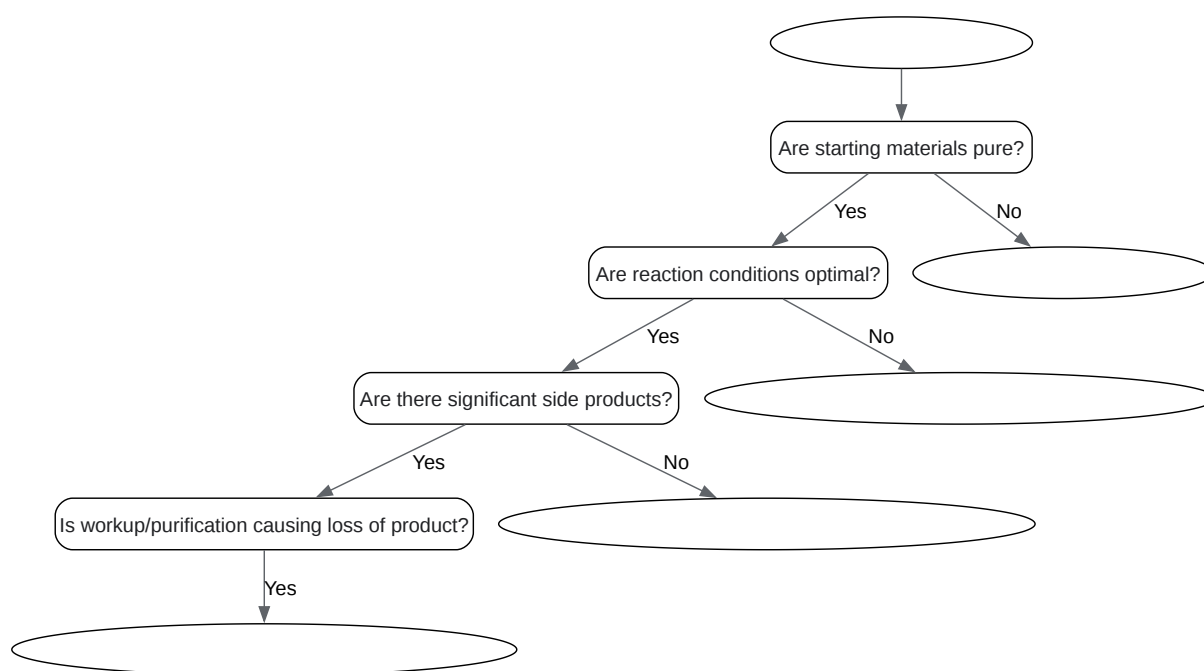 Are starting materials pure?
Yes
No
Are reaction conditions optimal?
Yes
No
Are there significant side products?
Yes
No
Is workup/purification causing loss of product?
Yes